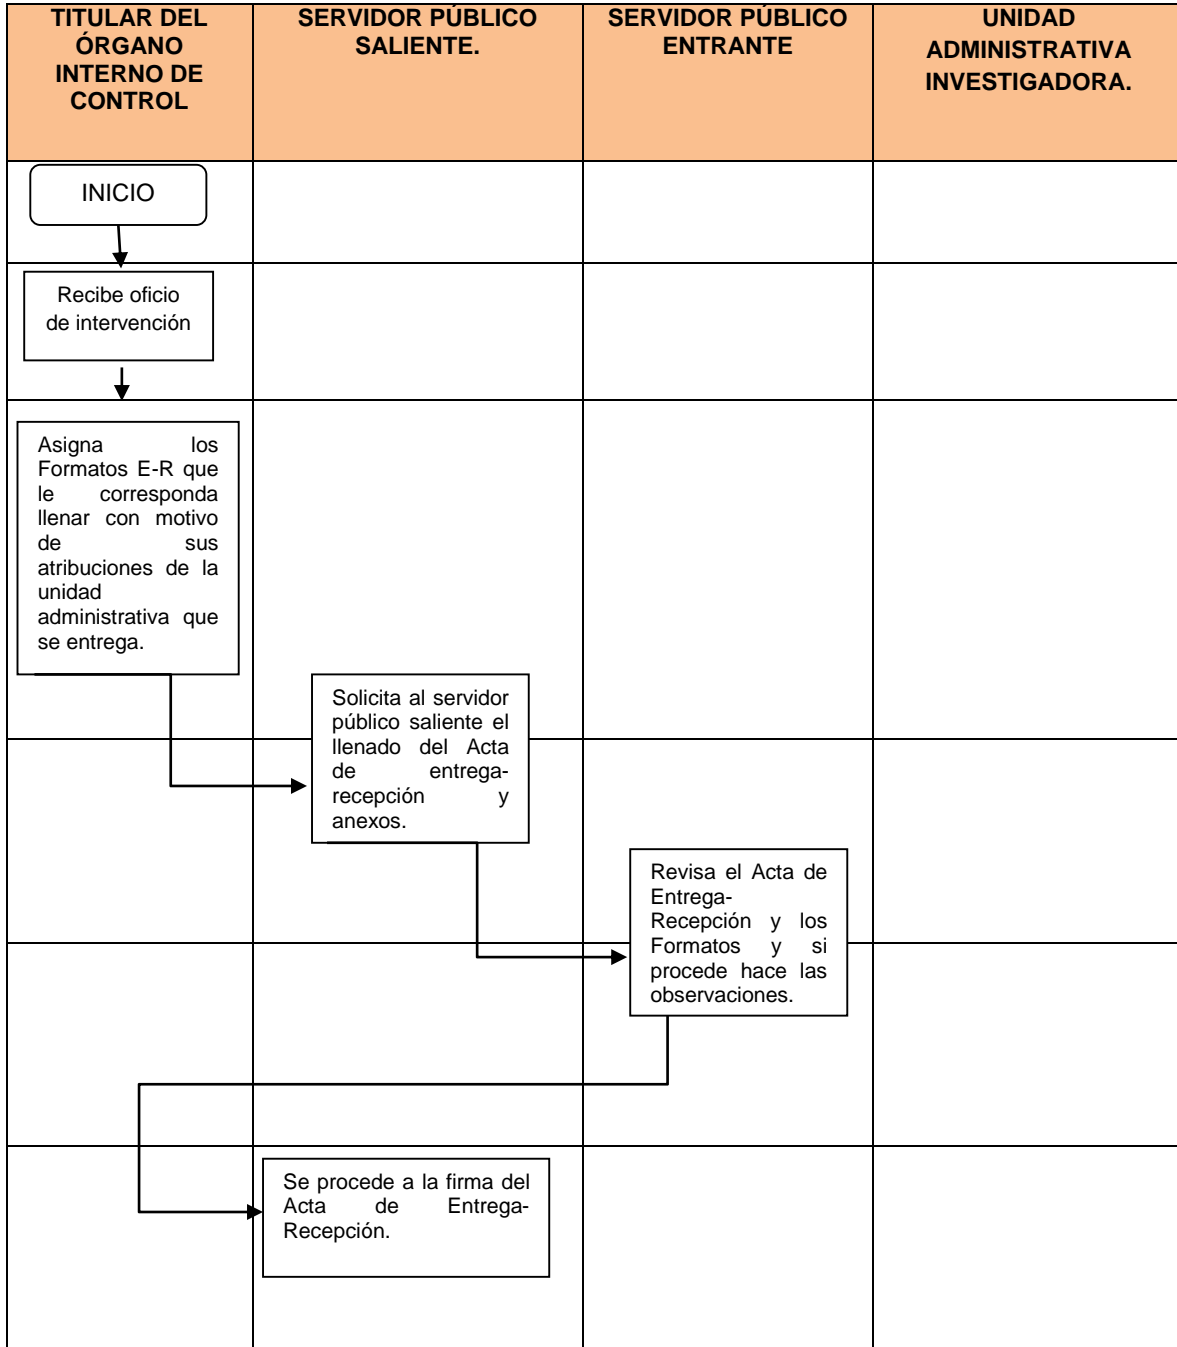 TITULAR DEL
ÓRGANO
INTERNO DE
CONTROL
SERVIDOR PÚBLICO
SALIENTE.
SERVIDOR PÚBLICO
ENTRANTE
UNIDAD
ADMINISTRATIVA
INVESTIGADORA.
INICIO
Recibe oficio
de intervención
Asigna los
Formatos E-R que
le corresponda
llenar con motivo
de sus
atribuciones de la
unidad
administrativa que
se entrega.
Solicita al servidor
público saliente el
llenado del Acta
de entrega-
recepción y
anexos.
Revisa el Acta de
Entrega-
Recepción y los
Formatos y si
procede hace las
observaciones.
Se procede a la firma del
Acta de Entrega-
Recepción.